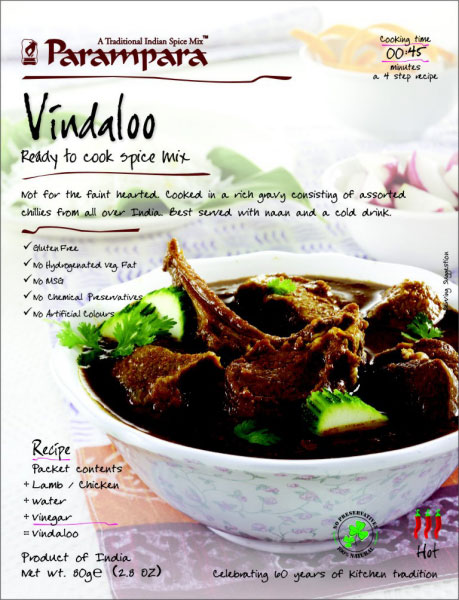 A Traditional Indian Spice Mix™
Parampara
Cooking time
00:45
minutes
a 4 step recipe
Vindaloo
Ready to cook spice mix
Not for the faint hearted. Cooked in a rich gravy consisting of assorted
chillies from all over India. Best served with naan and a cold drink.
✓ Gluten Free
✓ No Hydrogenated Veg. Fat
✓ No MSG
✓ No Chemical Preservatives
✓ No Artificial Colours
Serving Suggestion
Recipe
Packet contents
+ Lamb / Chicken
+ Water
+ Vinegar
= Vindaloo
NO PRESERVATIVE
100% NATURAL
Hot
Product of India
Net wt. 80g℮ (2.8 OZ)
Celebrating 60 years of kitchen tradition